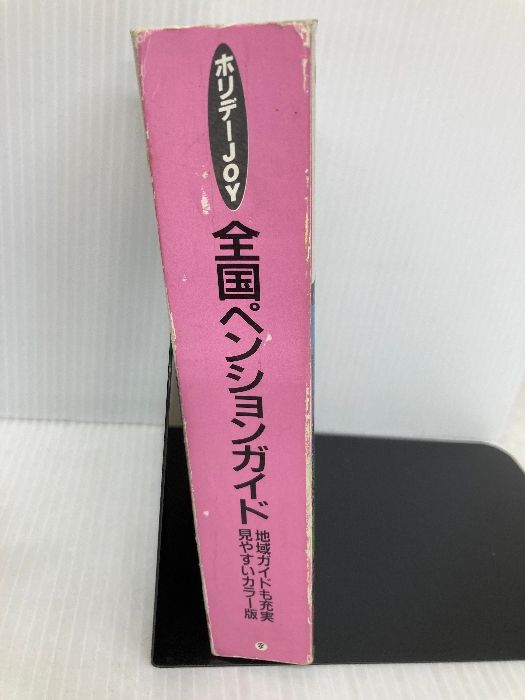 ホリデーJOY
全国ペンションガイド
地域ガイドも充実
見やすいカラー版